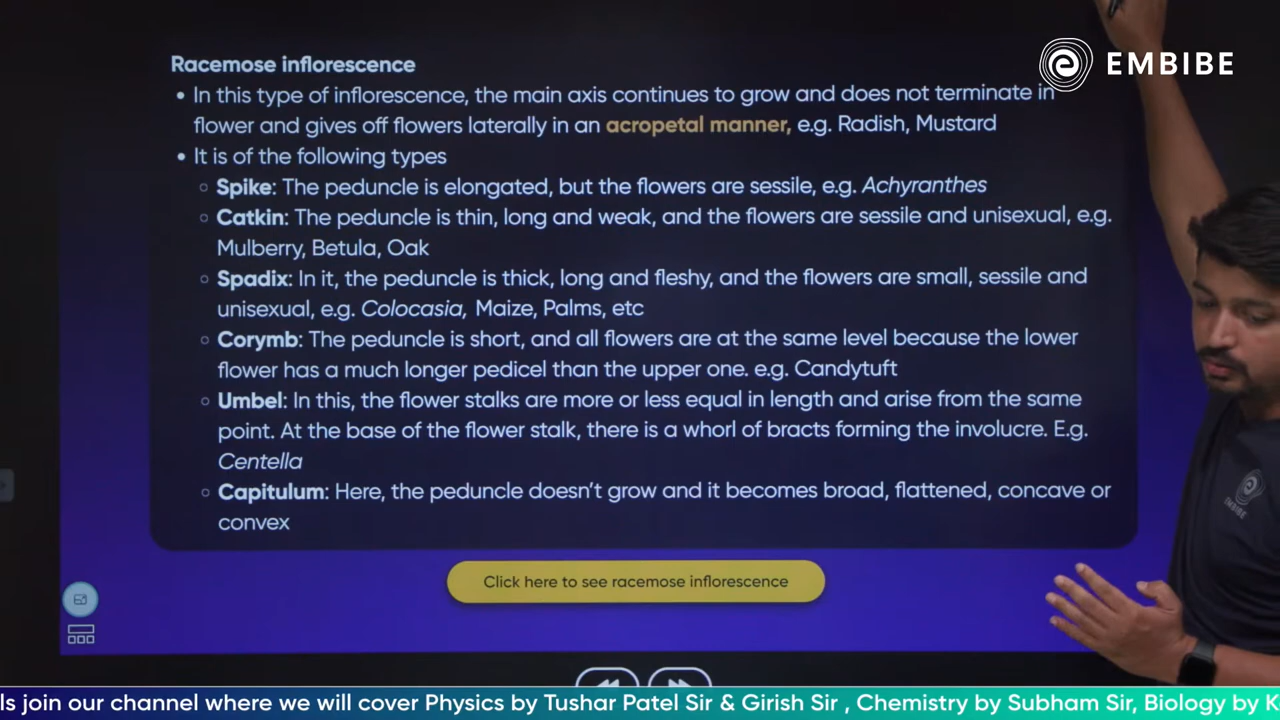 EMBIBE
Racemose inflorescence
• In this type of inflorescence, the main axis continues to grow and does not terminate in
flower and gives off flowers laterally in an acropetal manner, e.g. Radish, Mustard
• It is of the following types
○ Spike: The peduncle is elongated, but the flowers are sessile, e.g. Achyranthes
○ Catkin: The peduncle is thin, long and weak, and the flowers are sessile and unisexual, e.g.
Mulberry, Betula, Oak
○ Spadix: In it, the peduncle is thick, long and fleshy, and the flowers are small, sessile and
unisexual, e.g. Colocasia, Maize, Palms, etc
○ Corymb: The peduncle is short, and all flowers are at the same level because the lower
flower has a much longer pedicel than the upper one. e.g. Candytuft
○ Umbel: In this, the flower stalks are more or less equal in length and arise from the same
point. At the base of the flower stalk, there is a whorl of bracts forming the involucre. E.g.
Centella
○ Capitulum: Here, the peduncle doesn't grow and it becomes broad, flattened, concave or
convex
EMBIBE
Click here to see racemose inflorescence
ls join our channel where we will cover Physics by Tushar Patel Sir & Girish Sir , Chemistry by Subham Sir, Biology by K